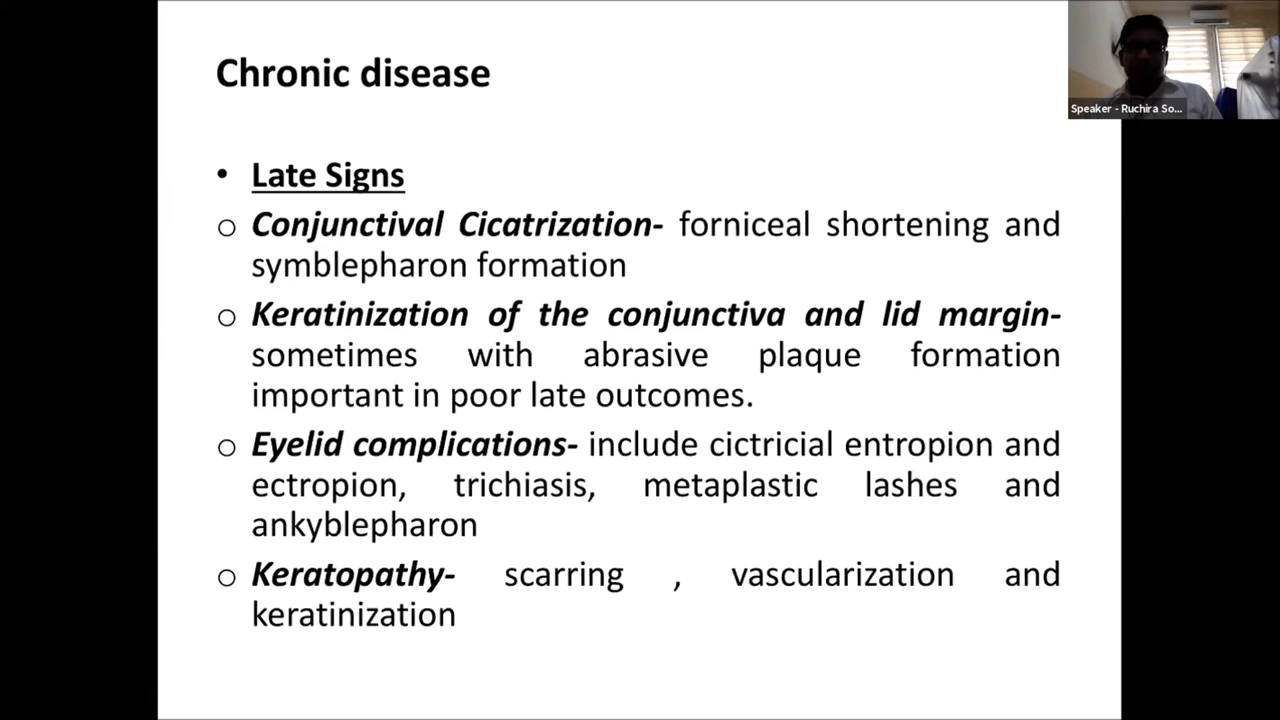 Chronic disease
Speaker - Ruchira So...
• Late Signs
o Conjunctival Cicatrization- forniceal shortening and
symblepharon formation
o Keratinization of the conjunctiva and lid margin-
sometimes with abrasive plaque formation
important in poor late outcomes.
o Eyelid complications- include cictricial entropion and
ectropion, trichiasis, metaplastic lashes and
ankyblepharon
o Keratopathy- scarring , vascularization and
keratinization